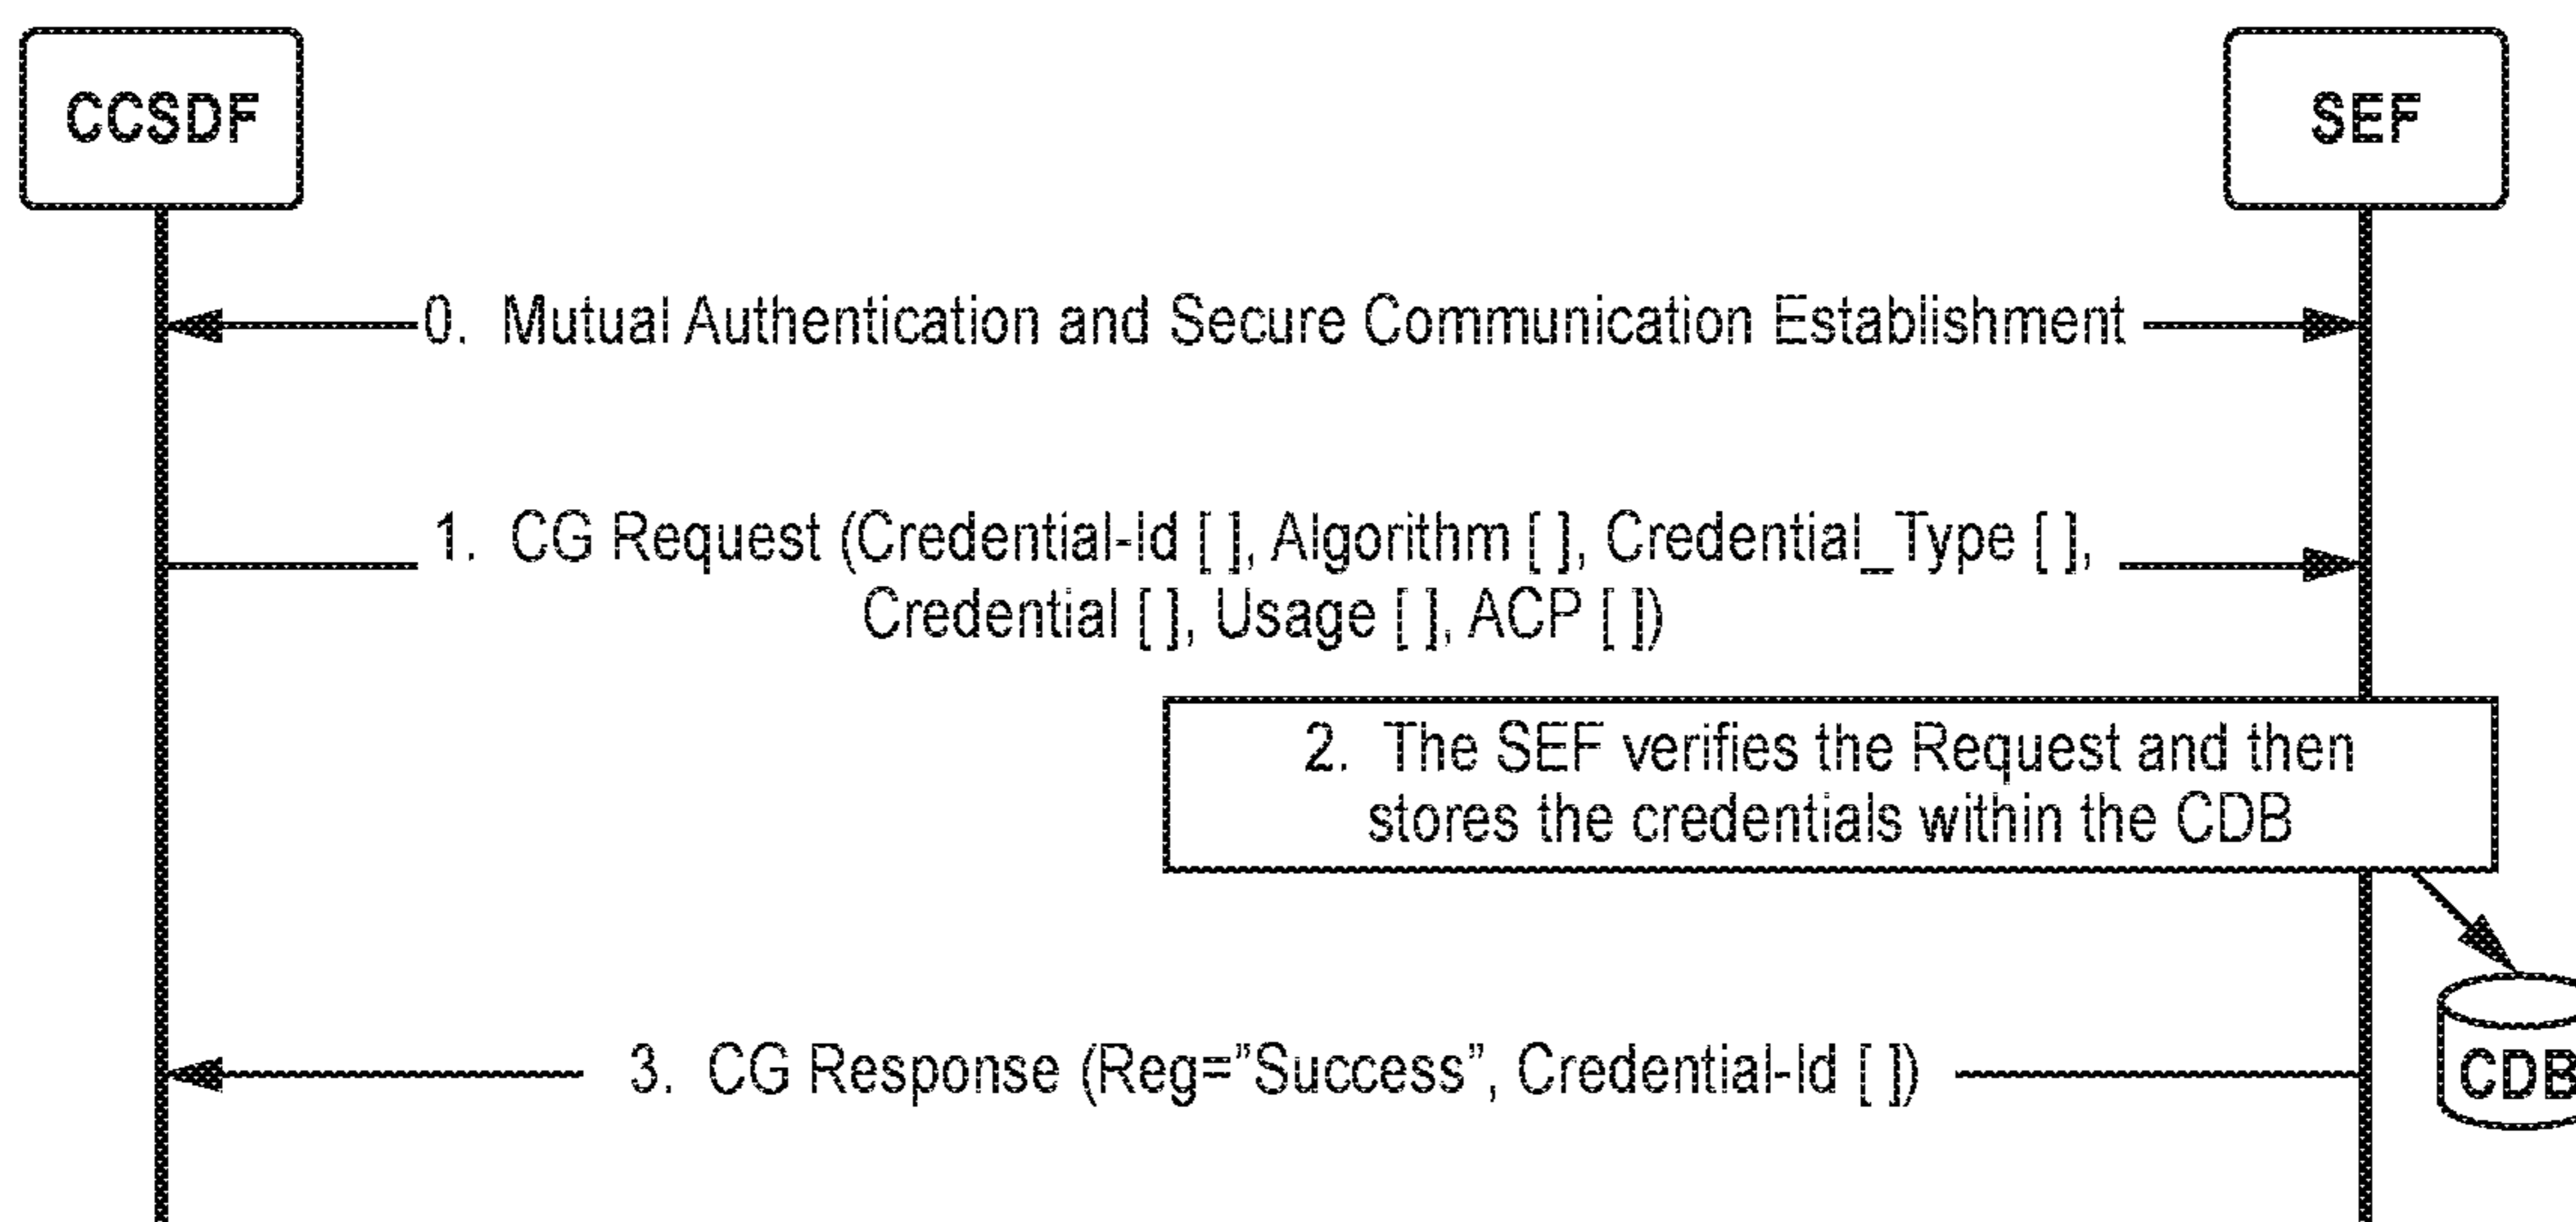 CCSDF
SEF
0. Mutual Authentication and Secure Communication Establishment
1. CG Request (Credential-Id [ ], Algorithm [ ], Credential_Type [ ],
Credential [ ], Usage [ ], ACP [ ])
2. The SEF verifies the Request and then
stores the credentials within the CDB
3. CG Response (Reg=”Success”, Credential-Id [ ])
CDB